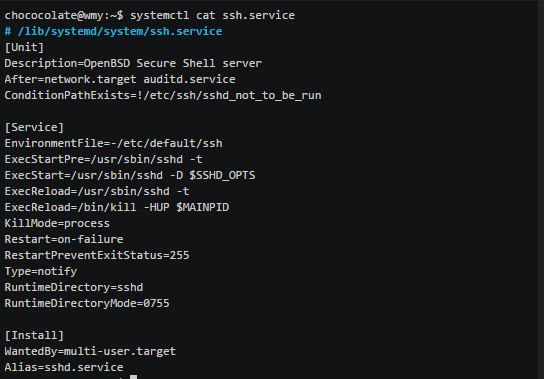 chococolate@wmy:~$ systemctl cat ssh.service
# /lib/systemd/system/ssh.service
[Unit]
Description=OpenBSD Secure Shell server
After=network.target auditd.service
ConditionPathExists=!/etc/ssh/sshd_not_to_be_run

[Service]
EnvironmentFile=-/etc/default/ssh
ExecStartPre=/usr/sbin/sshd -t
ExecStart=/usr/sbin/sshd -D $SSHD_OPTS
ExecReload=/usr/sbin/sshd -t
ExecReload=/bin/kill -HUP $MAINPID
KillMode=process
Restart=on-failure
RestartPreventExitStatus=255
Type=notify
RuntimeDirectory=sshd
RuntimeDirectoryMode=0755

[Install]
WantedBy=multi-user.target
Alias=sshd.service